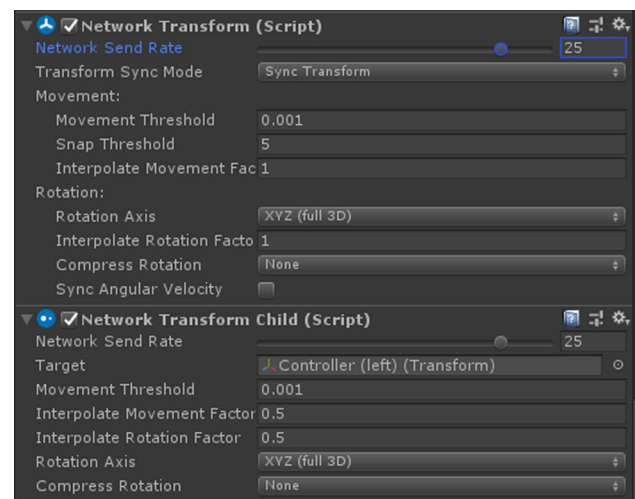 Network Transform (Script)
Network Send Rate 25
Transform Sync Mode Sync Transform
Movement:
Movement Threshold 0.001
Snap Threshold 5
Interpolate Movement Fac 1
Rotation:
Rotation Axis XYZ (full 3D)
Interpolate Rotation Facto 1
Compress Rotation None
Sync Angular Velocity
Network Transform Child (Script)
Network Send Rate 25
Target Controller (left) (Transform)
Movement Threshold 0.001
Interpolate Movement Factor 0.5
Interpolate Rotation Factor 0.5
Rotation Axis XYZ (full 3D)
Compress Rotation None